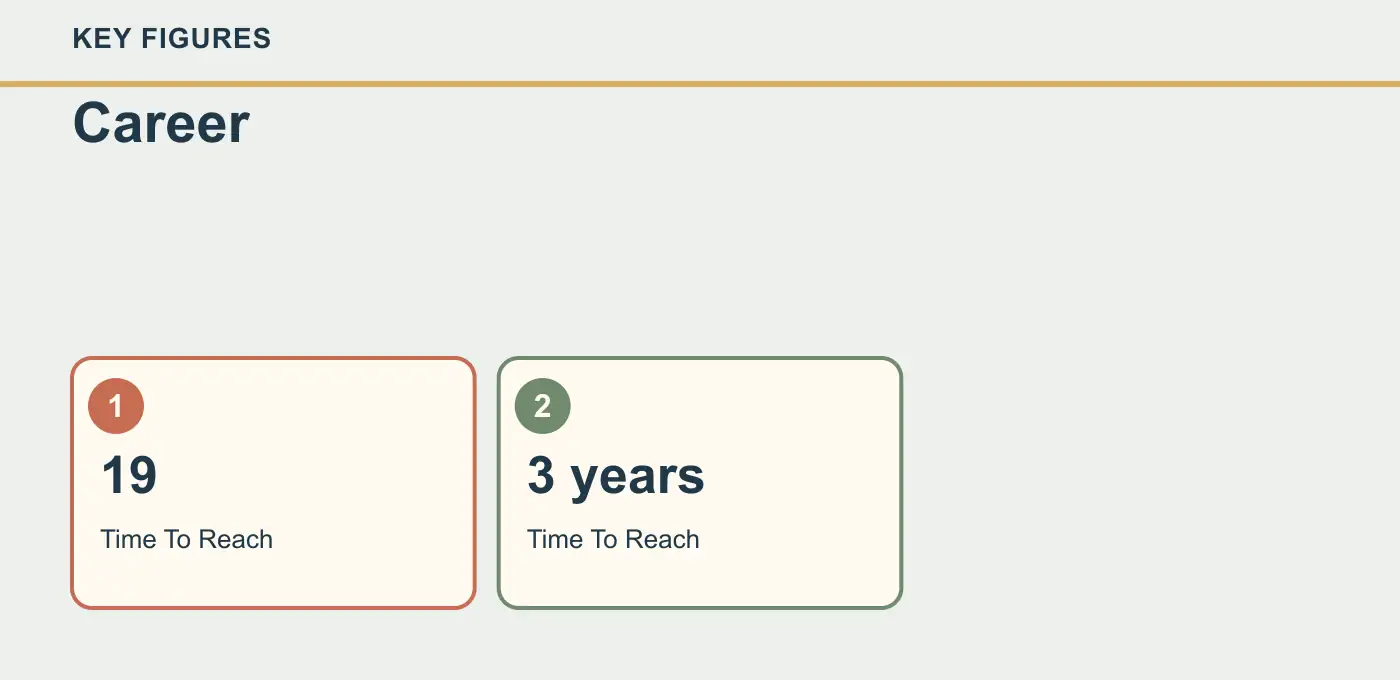 KEY FIGURES
Career
1
19
Time To Reach
2
3 years
Time To Reach